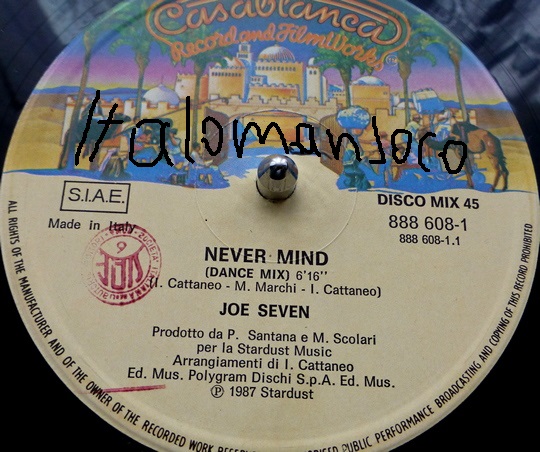 Casablanca
Record and FilmWorks
Italomansoco
S.I.A.E.
DISCO MIX 45
Made in Italy
888 608-1
888 608-1.1
NEVER MIND
(DANCE MIX) 6'16''
(I. Cattaneo - M. Marchi - I. Cattaneo)
JOE SEVEN
Prodotto da P. Santana e M. Scolari
per la Stardust Music
Arrangiamenti di I. Cattaneo
Ed. Mus. Polygram Dischi S.p.A. Ed. Mus.
℗ 1987 Stardust
ALL RIGHTS OF THE MANUFACTURER AND OF THE OWNER OF THE RECORDED WORK
PUBLIC PERFORMANCE BROADCASTING AND COPYING OF THIS RECORD PROHIBITED